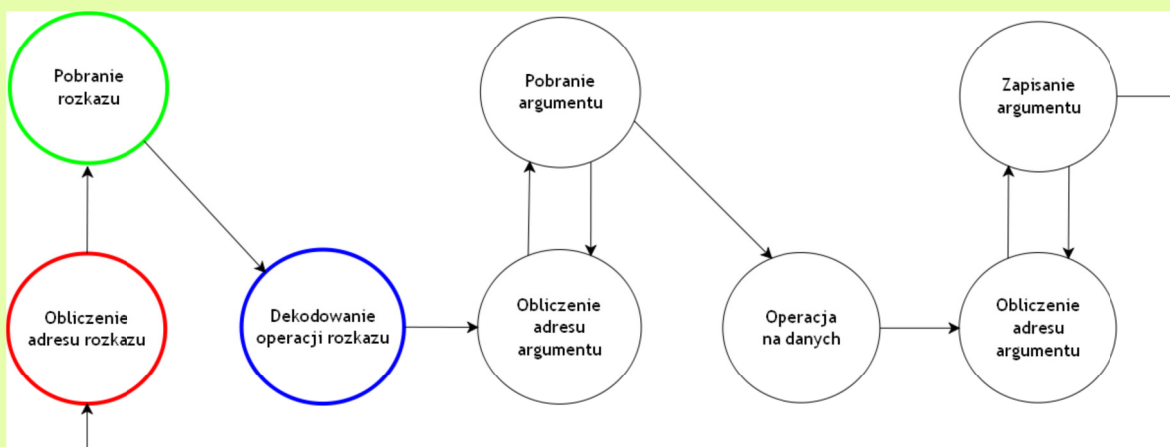 Pobranie
rozkazu
Pobranie
argumentu
Zapisanie
argumentu
Obliczenie
adresu rozkazu
Dekodowanie
operacji rozkazu
Obliczenie
adresu
argumentu
Operacja
na danych
Obliczenie
adresu
argumentu